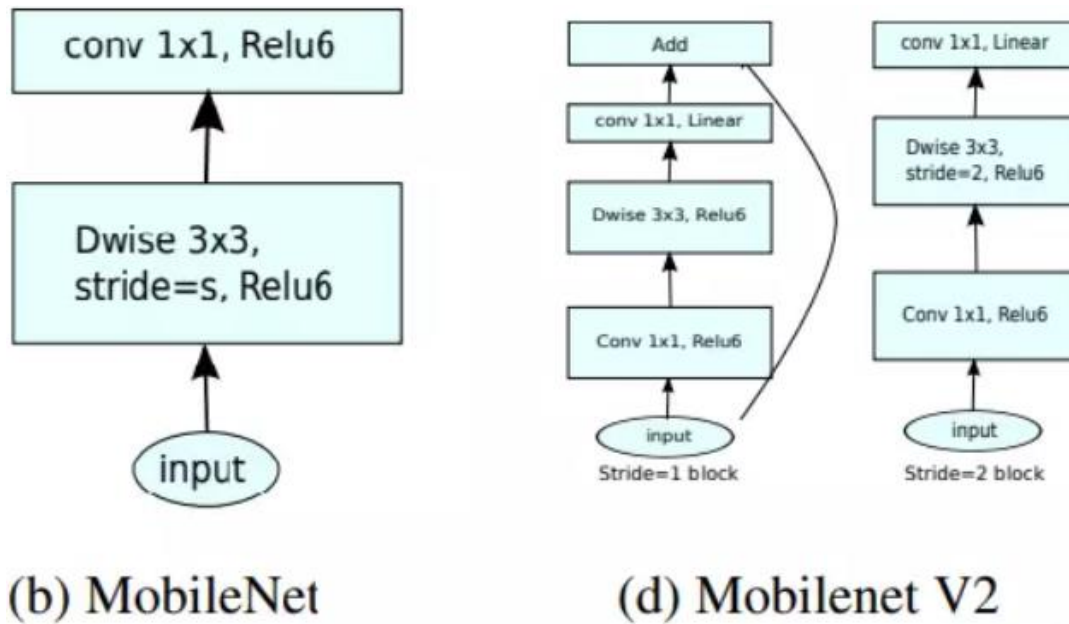 conv 1x1, Relu6
Dwise 3x3,
stride=s, Relu6
input
(b) MobileNet
Add
conv 1x1, Linear
Dwise 3x3, Relu6
Conv 1x1, Relu6
input
Stride=1 block
conv 1x1, Linear
Dwise 3x3,
stride=2, Relu6
Conv 1x1, Relu6
input
Stride=2 block
(d) Mobilenet V2